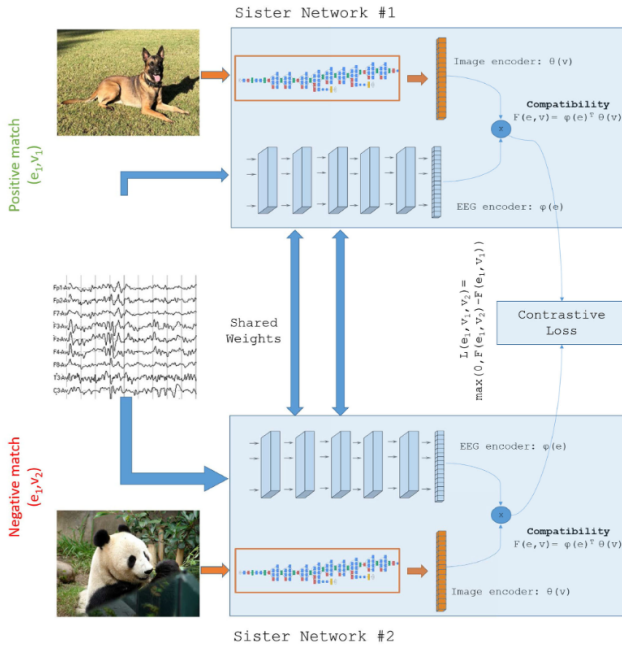 Sister Network #1
Image encoder: θ(v)
Compatibility
F(e,v)= φ(e)ᵀ θ(v)
EEG encoder: φ(e)
Positive match
(e₁,v₁)
Shared
Weights
L(e₁,v₁,v₂)=
max(0,F(e₁,v₂)-F(e₁,v₁))
Contrastive
Loss
Negative match
(e₁,v₂)
EEG encoder: φ(e)
x
Compatibility
F(e,v)= φ(e)ᵀ θ(v)
Image encoder: θ(v)
Sister Network #2